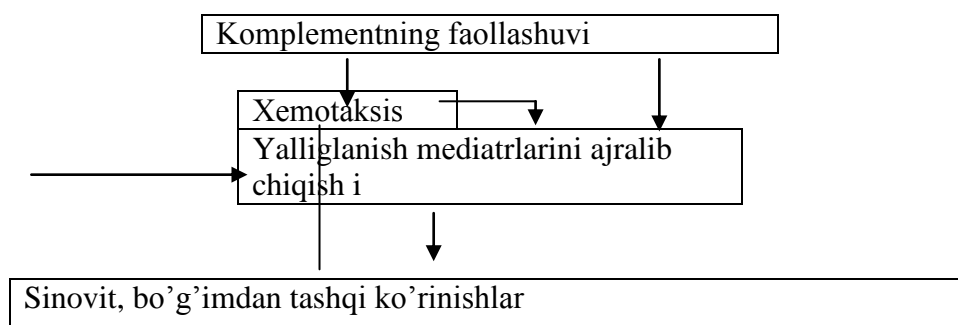 Komplementning faollashuvi
Xemotaksis
Yalliglanish mediatrlarini ajralib
chiqish i
Sinovit, bo’g’imdan tashqi ko’rinishlar